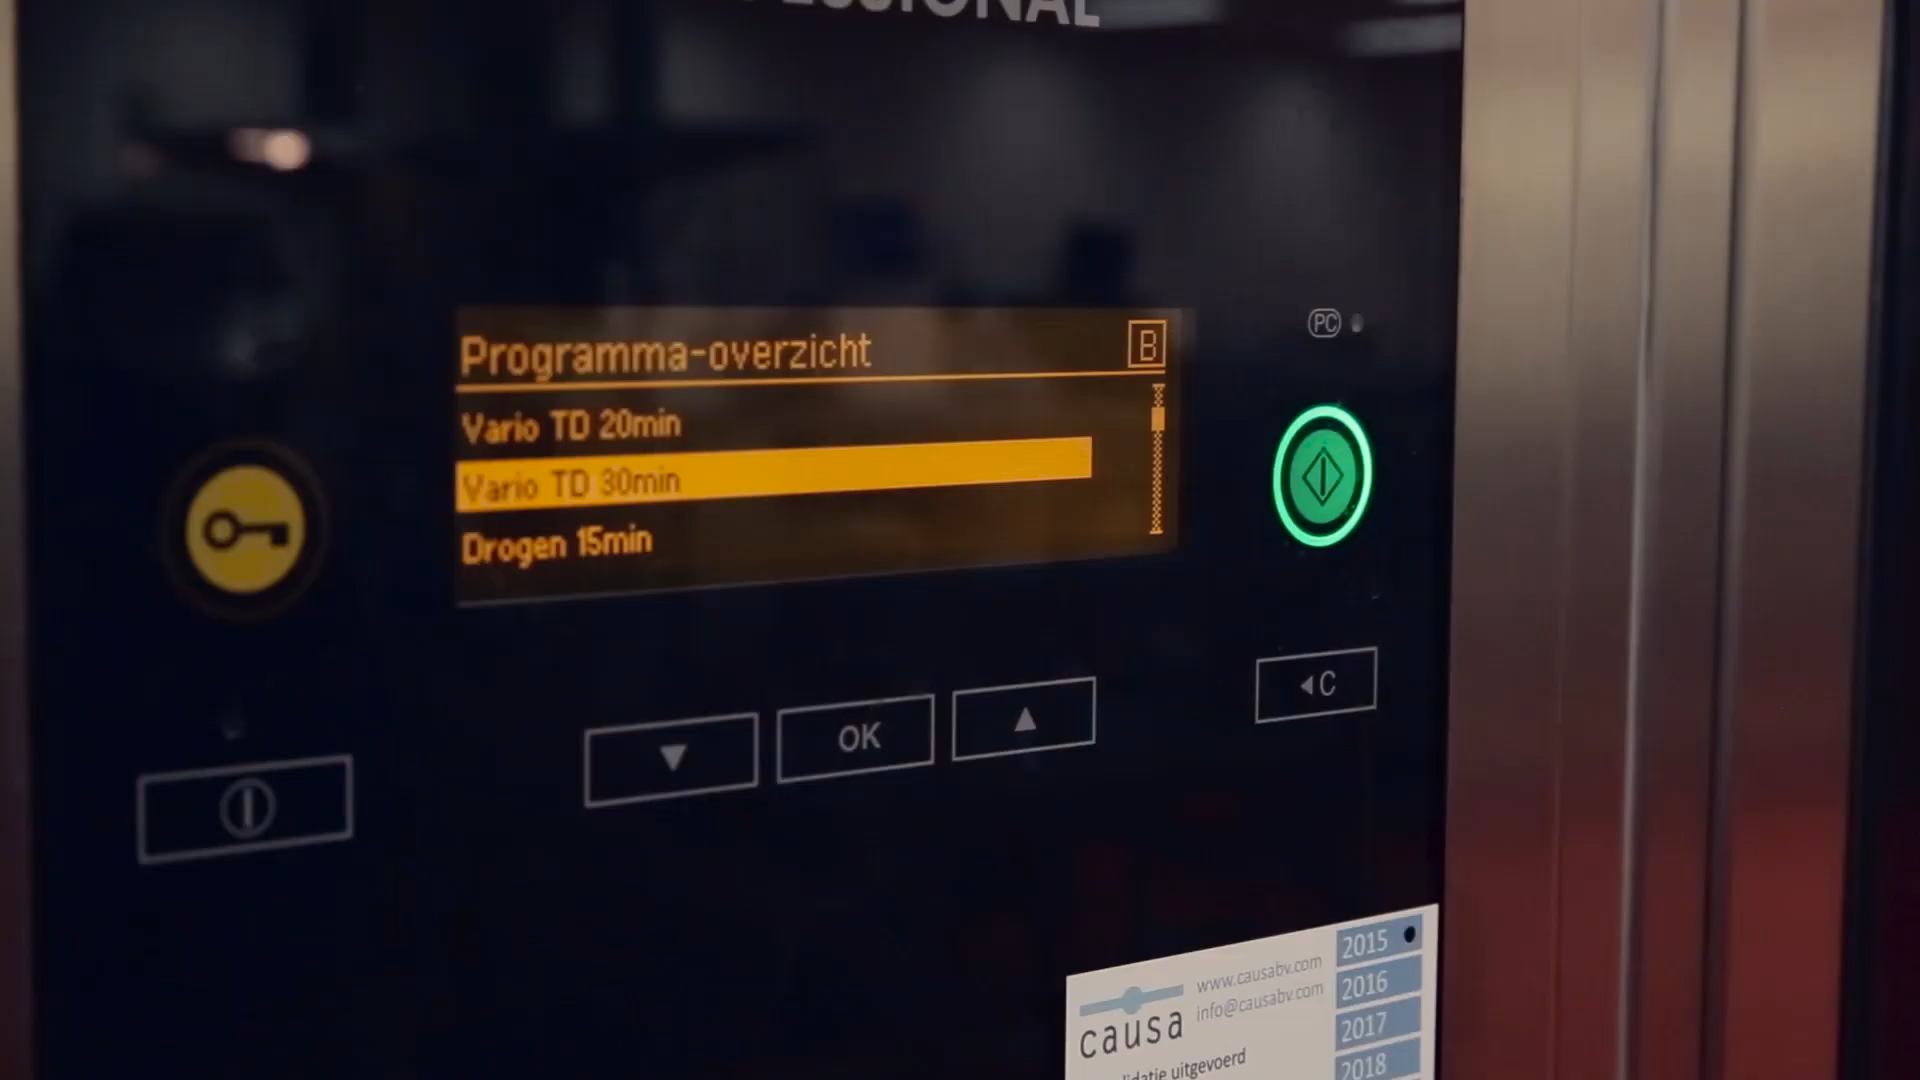 Programma-overzicht B
Vario TD 20min
Vario TD 30min
Drogen 15min
PC
OK
C
www.causabv.com
info@causabv.com
causa
uitgevoerd
2015
2016
2017
2018